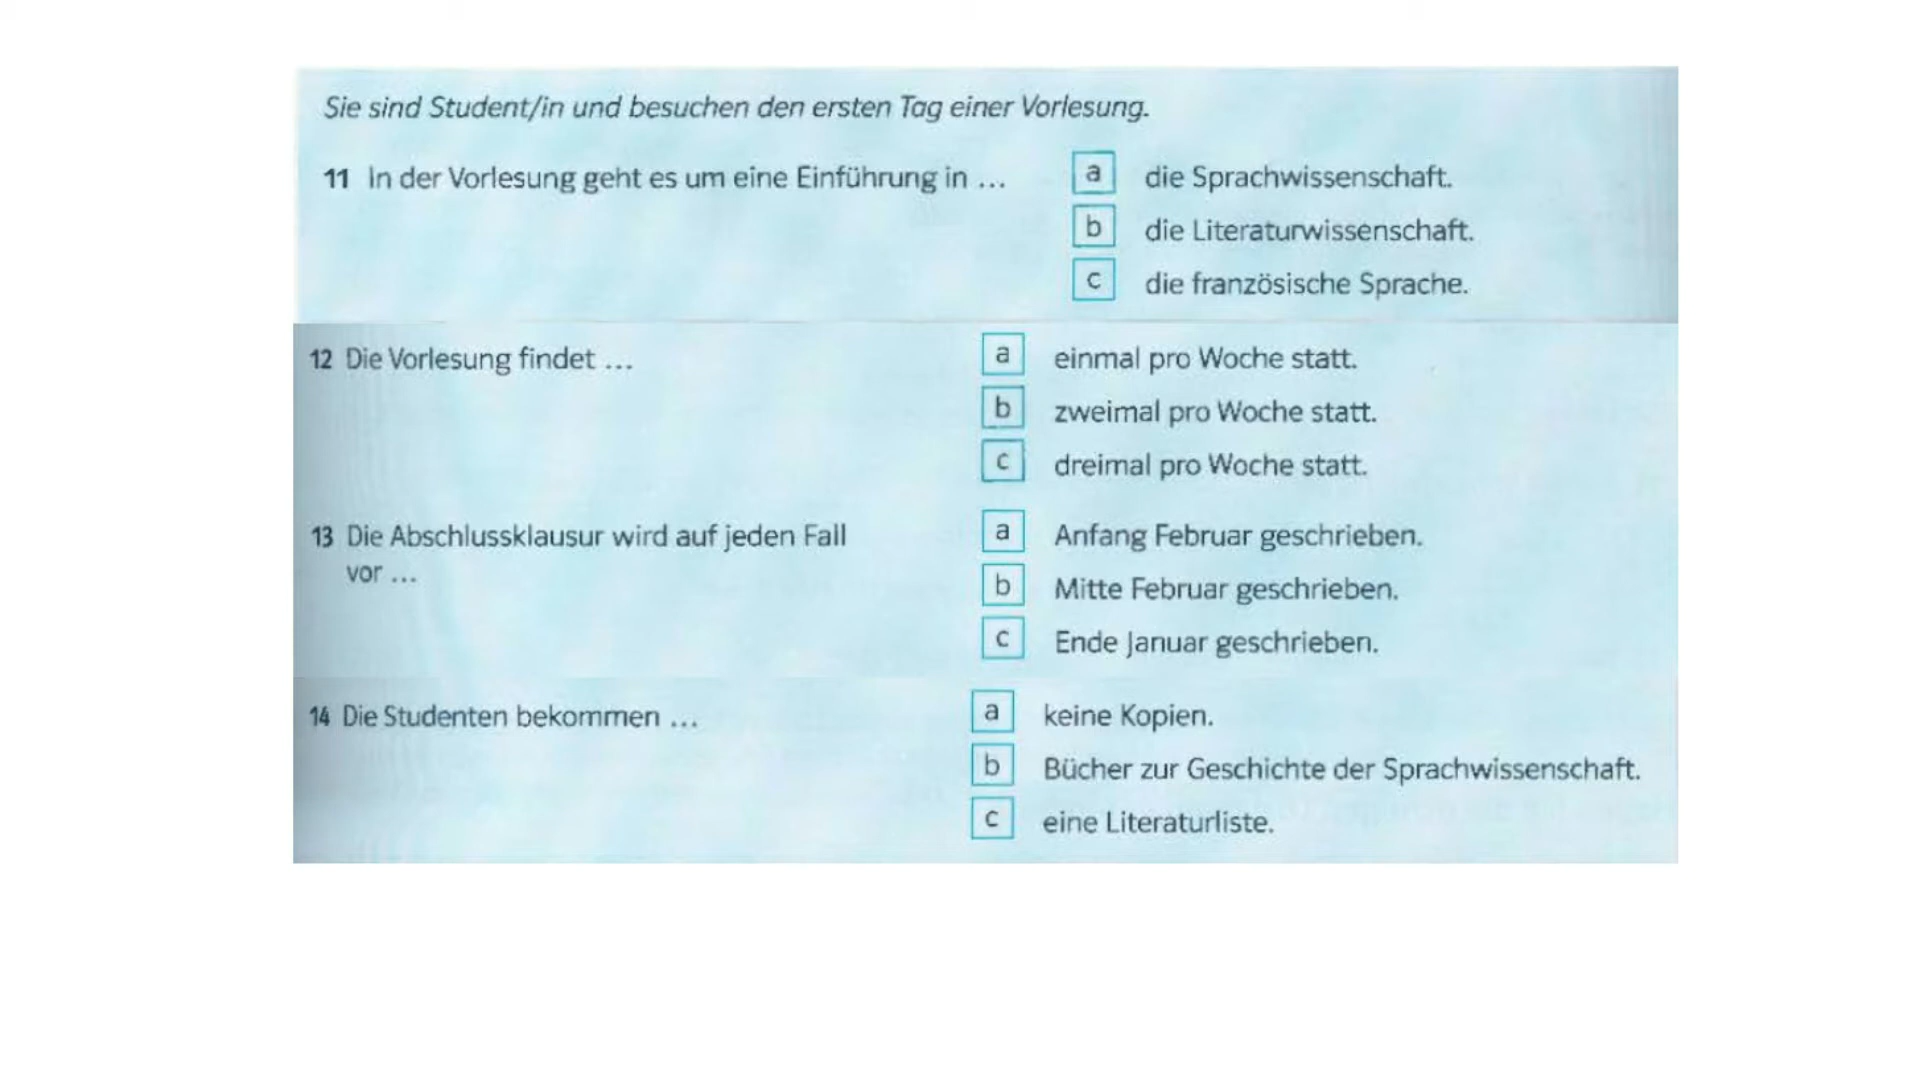 Sie sind Student/in und besuchen den ersten Tag einer Vorlesung.
11 In der Vorlesung geht es um eine Einführung in ...
a die Sprachwissenschaft.
b die Literaturwissenschaft.
c die französische Sprache.
12 Die Vorlesung findet ...
a einmal pro Woche statt.
b zweimal pro Woche statt.
c dreimal pro Woche statt.
13 Die Abschlussklausur wird auf jeden Fall
vor ...
a Anfang Februar geschrieben.
b Mitte Februar geschrieben.
c Ende Januar geschrieben.
14 Die Studenten bekommen ...
a keine Kopien.
b Bücher zur Geschichte der Sprachwissenschaft.
c eine Literaturliste.